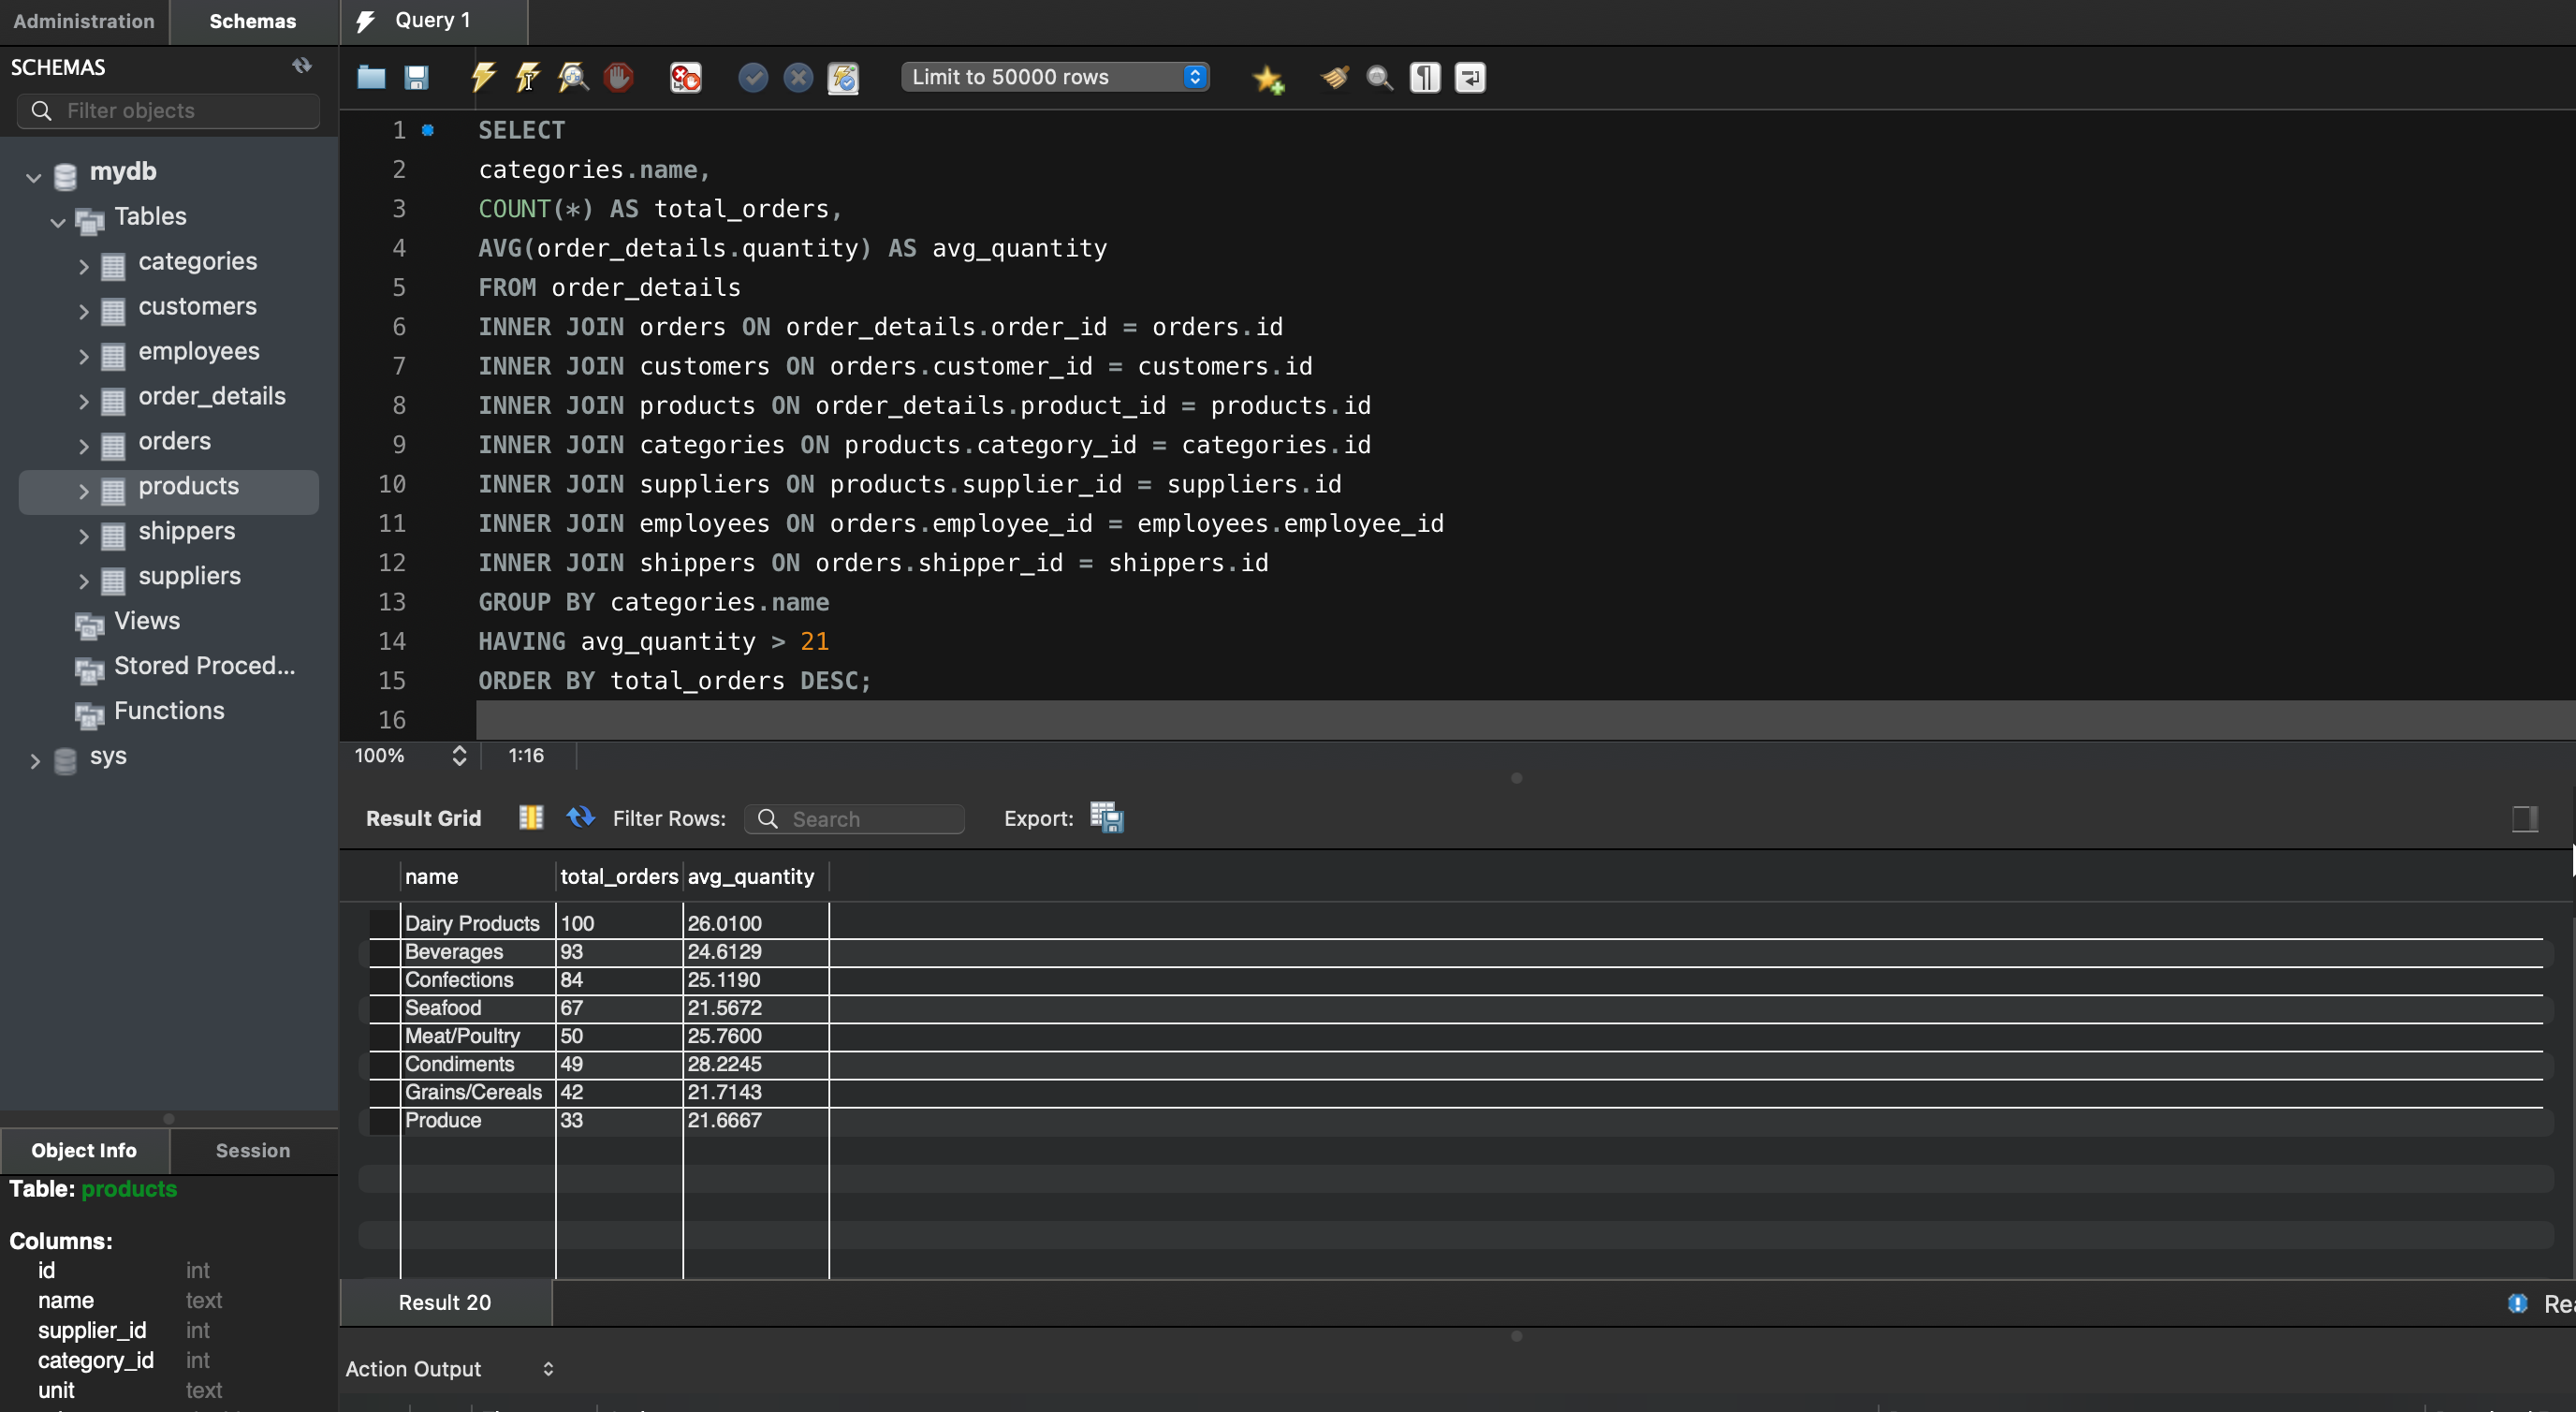 Administration
Schemas
Query 1
SCHEMAS
Filter objects
mydb
Tables
categories
customers
employees
order_details
orders
products
shippers
suppliers
Views
Stored Proced...
Functions
sys
Object Info
Session
Table: products
Columns:
id int
name text
supplier_id int
category_id int
unit text
Limit to 50000 rows
1 SELECT
2 categories.name,
3 COUNT(*) AS total_orders,
4 AVG(order_details.quantity) AS avg_quantity
5 FROM order_details
6 INNER JOIN orders ON order_details.order_id = orders.id
7 INNER JOIN customers ON orders.customer_id = customers.id
8 INNER JOIN products ON order_details.product_id = products.id
9 INNER JOIN categories ON products.category_id = categories.id
10 INNER JOIN suppliers ON products.supplier_id = suppliers.id
11 INNER JOIN employees ON orders.employee_id = employees.employee_id
12 INNER JOIN shippers ON orders.shipper_id = shippers.id
13 GROUP BY categories.name
14 HAVING avg_quantity > 21
15 ORDER BY total_orders DESC;
16
100% 1:16
Result Grid Filter Rows: Search Export:
name total_orders avg_quantity
Dairy Products 100 26.0100
Beverages 93 24.6129
Confections 84 25.1190
Seafood 67 21.5672
Meat/Poultry 50 25.7600
Condiments 49 28.2245
Grains/Cereals 42 21.7143
Produce 33 21.6667
Result 20
Action Output